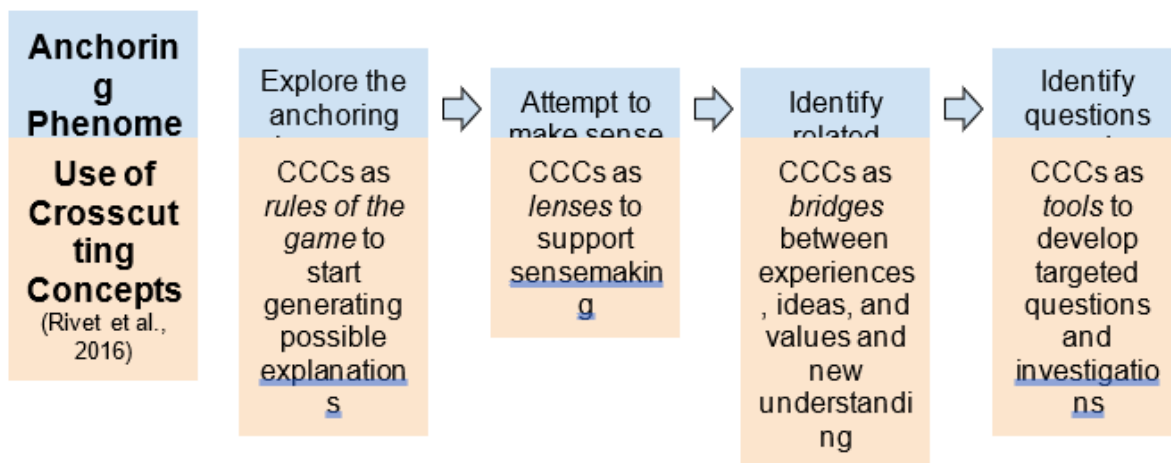 Anchorin
g
Phenome
Use of
Crosscut
ting
Concepts
(Rivet et al.,
2016)
Explore the
anchoring
CCCs as
rules of the
game to
start
generating
possible
explanation
s
Attempt to
make sense
CCCs as
lenses to
support
sensemakin
g
Identify
related
CCCs as
bridges
between
experiences
, ideas, and
values and
new
understandi
ng
Identify
questions
CCCs as
tools to
develop
targeted
questions
and
investigatio
ns